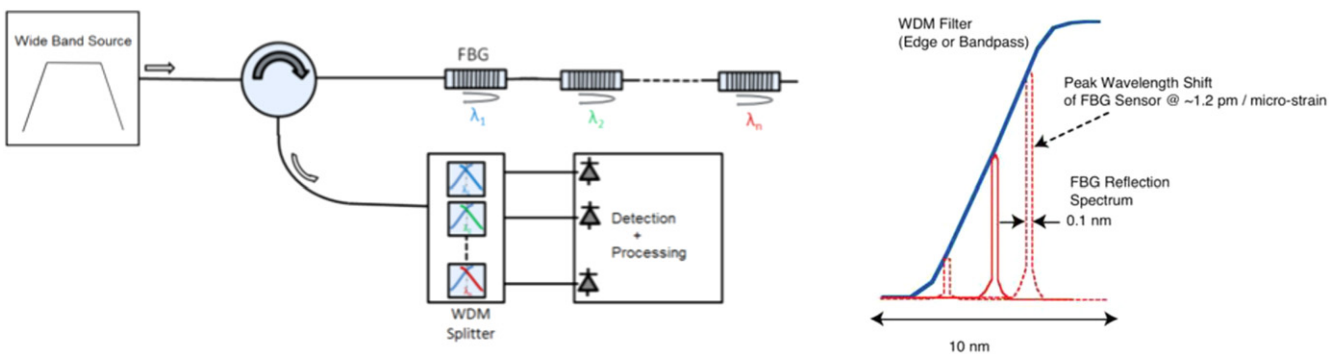 Wide Band Source
FBG
λ1
λ2
λn
WDM
Splitter
Detection
+
Processing
WDM Filter
(Edge or Bandpass)
Peak Wavelength Shift
of FBG Sensor @ ~1.2 pm / micro-strain
FBG Reflection
Spectrum
0.1 nm
10 nm